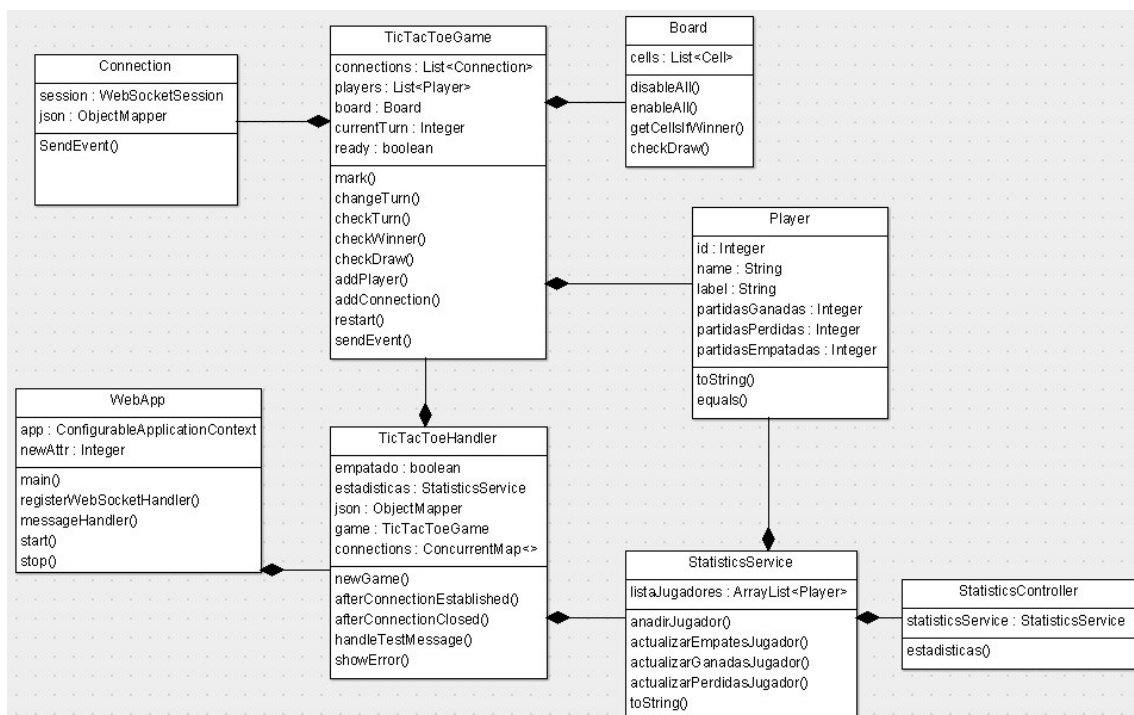 Connection
session : WebSocketSession
json : ObjectMapper
SendEvent()
TicTacToeGame
connections : List<Connection>
players : List<Player>
board : Board
currentTurn : Integer
ready : boolean
mark()
changeTurn()
checkTurn()
checkWinner()
checkDraw()
addPlayer()
addConnection()
restart()
sendEvent()
Board
cells : List<Cell>
disableAll()
enableAll()
getCellsIfWinner()
checkDraw()
Player
id : Integer
name : String
label : String
partidasGanadas : Integer
partidasPerdidas : Integer
partidasEmpatadas : Integer
toString()
equals()
WebApp
app : ConfigurableApplicationContext
newAttr : Integer
main()
registerWebSocketHandler()
messageHandler()
start()
stop()
TicTacToeHandler
empatado : boolean
estadisticas : StatisticsService
json : ObjectMapper
game : TicTacToeGame
connections : ConcurrentMap<>
newGame()
afterConnectionEstablished()
afterConnectionClosed()
handleTestMessage()
showError()
StatisticsService
listaJugadores : ArrayList<Player>
anadirJugador()
actualizarEmpatesJugador()
actualizarGanadasJugador()
actualizarPerdidasJugador()
toString()
StatisticsController
statisticsService : StatisticsService
estadisticas()